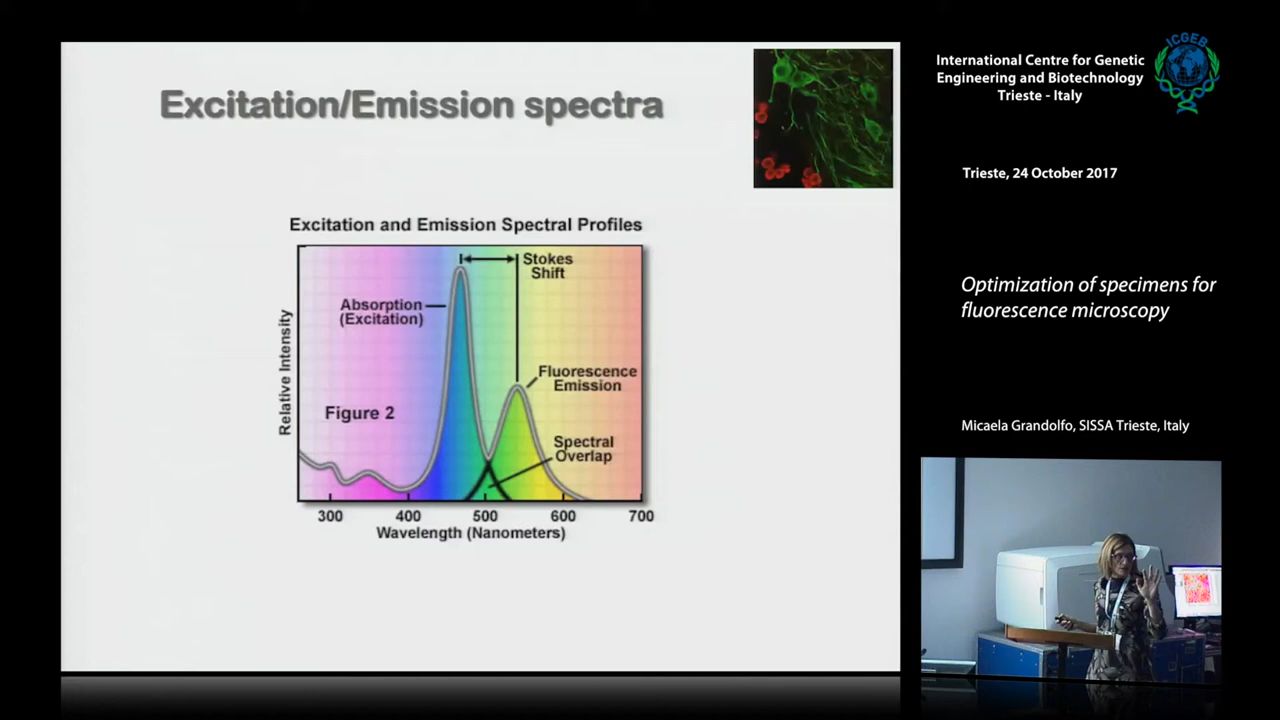 Excitation/Emission spectra
Excitation and Emission Spectral Profiles
Stokes
Shift
Absorption
(Excitation)
Fluorescence
Emission
Figure 2
Spectral
Overlap
Relative Intensity
300 400 500 600 700
Wavelength (Nanometers)
International Centre for Genetic
Engineering and Biotechnology
Trieste - Italy
ICGEB
Trieste, 24 October 2017
Optimization of specimens for
fluorescence microscopy
Micaela Grandolfo, SISSA Trieste, Italy